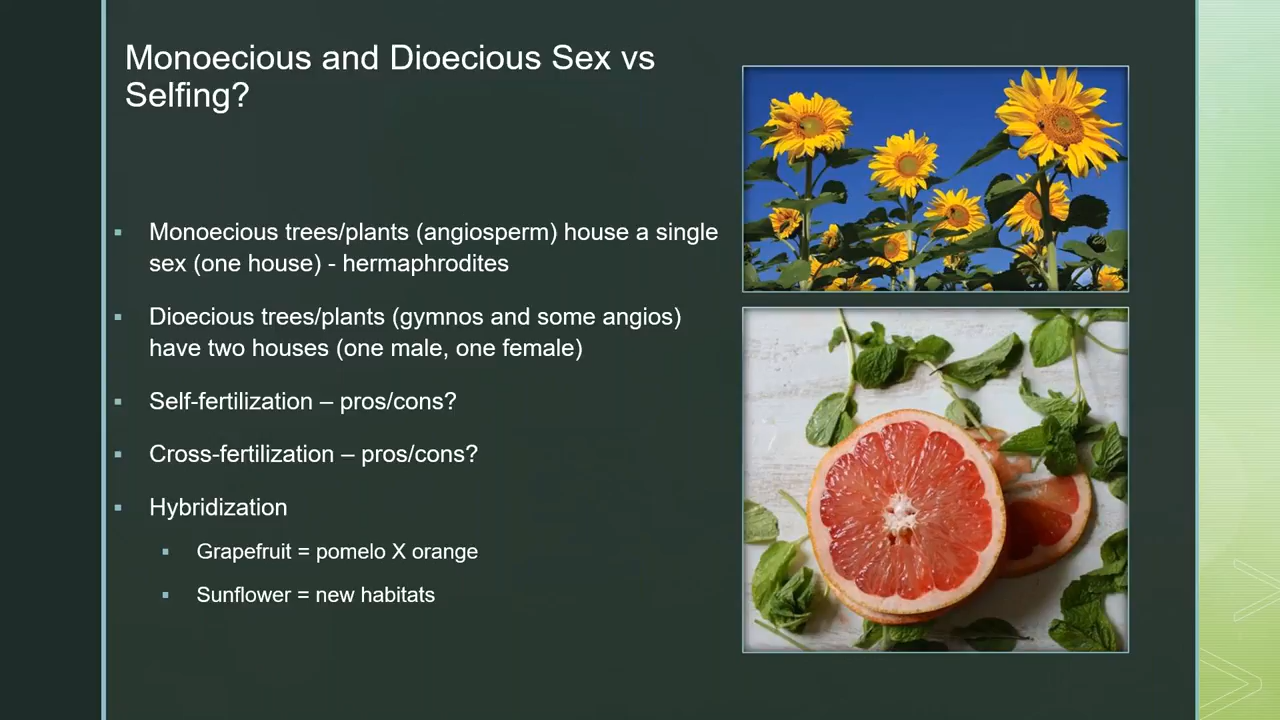 Monoecious and Dioecious Sex vs
Selfing?
Monoecious trees/plants (angiosperm) house a single
sex (one house) - hermaphrodites
Dioecious trees/plants (gymnos and some angios)
have two houses (one male, one female)
Self-fertilization – pros/cons?
Cross-fertilization – pros/cons?
Hybridization
Grapefruit = pomelo X orange
Sunflower = new habitats